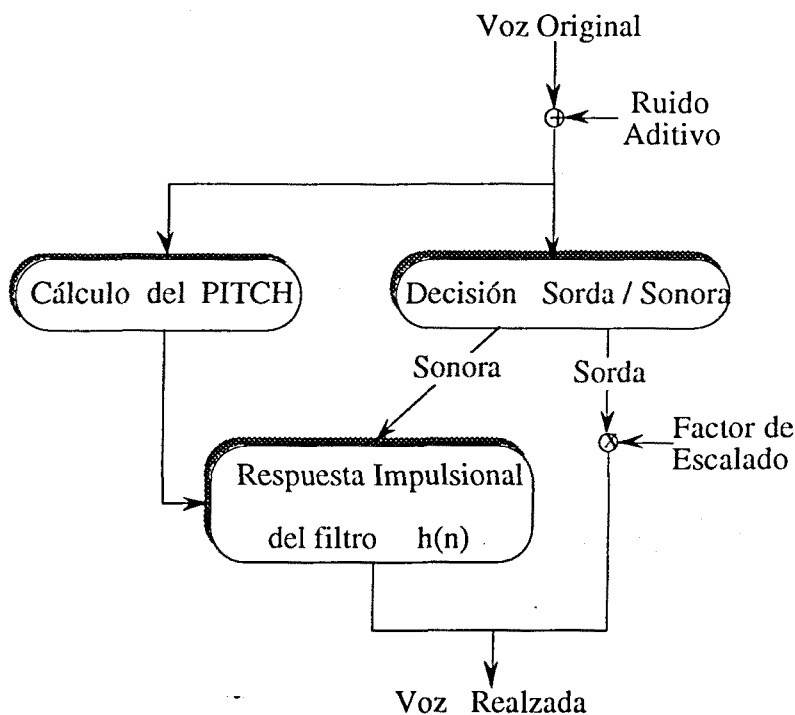 Voz Original
Ruido
Aditivo
Cálculo del PITCH
Decisión Sorda / Sonora
Sonora
Sorda
Factor de
Escalado
Respuesta Impulsional
del filtro h(n)
Voz Realzada